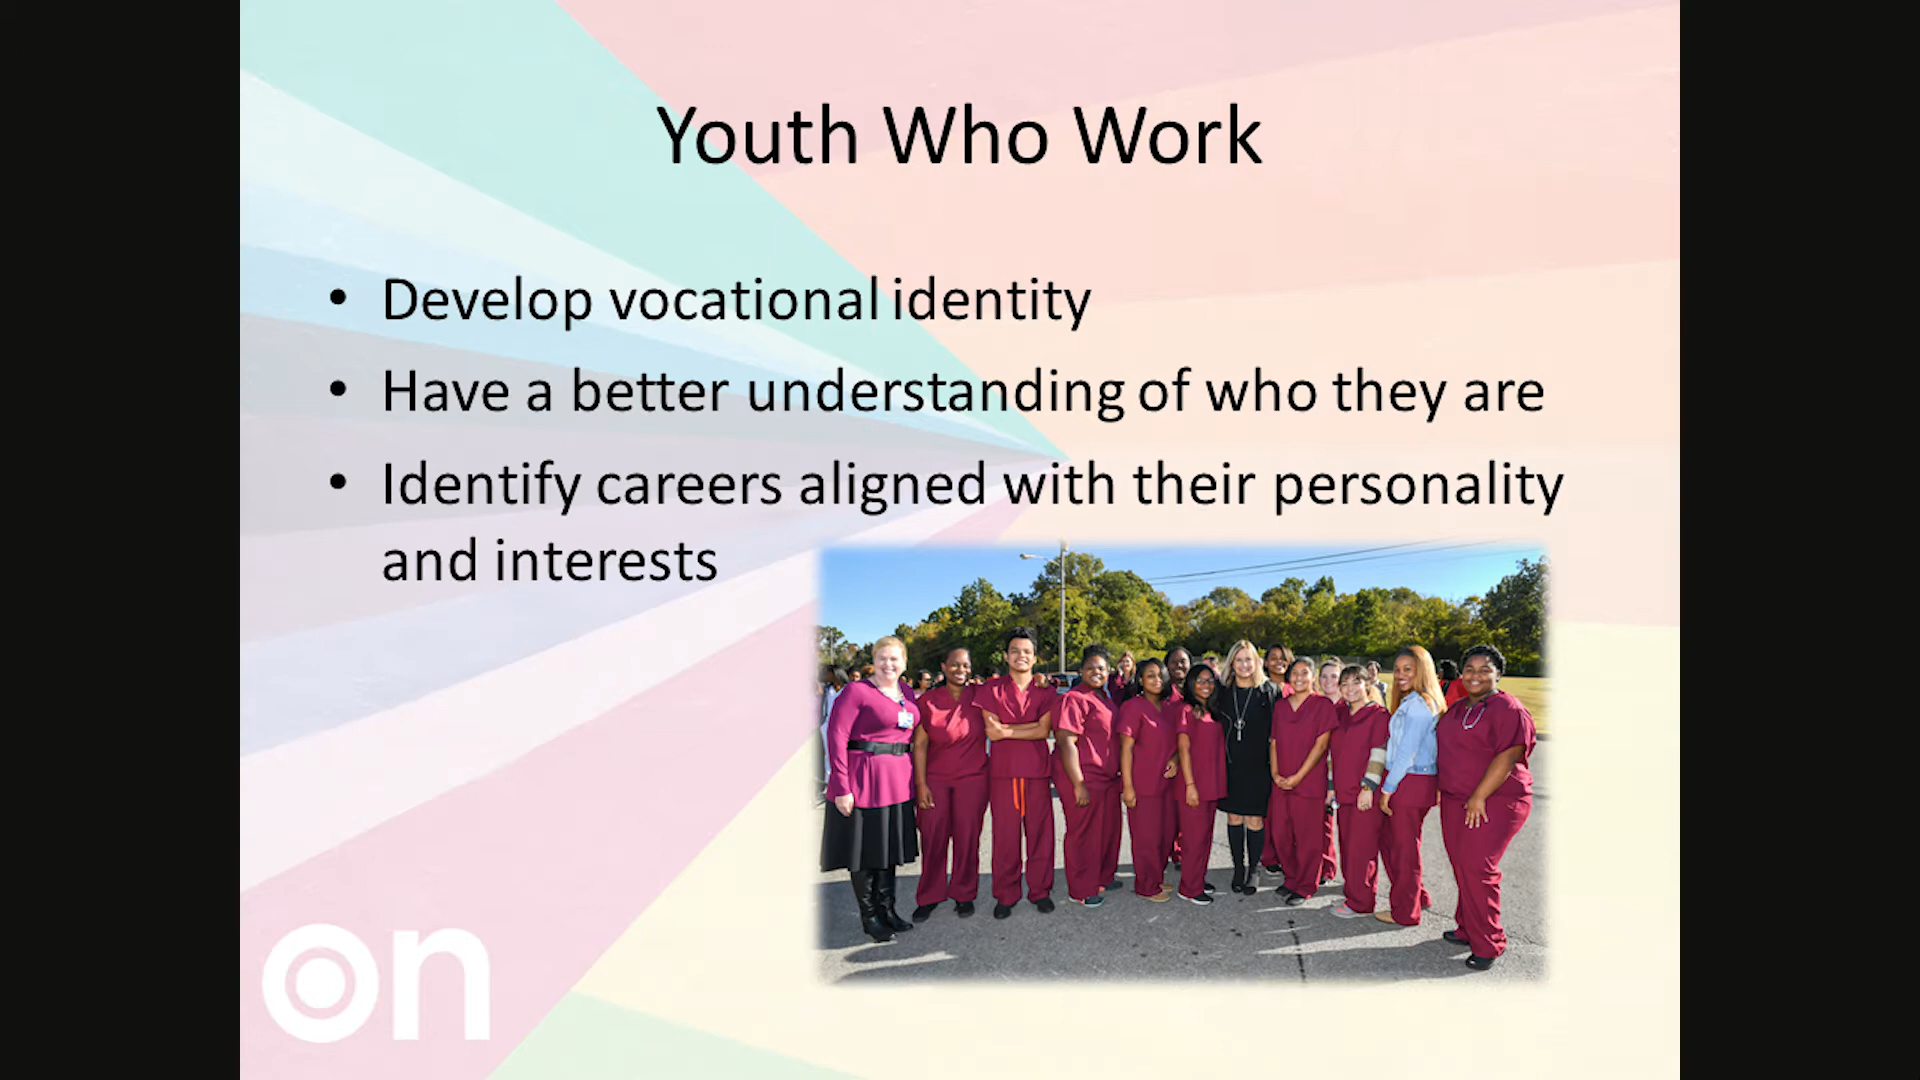 Youth Who Work
• Develop vocational identity
• Have a better understanding of who they are
• Identify careers aligned with their personality
and interests
on